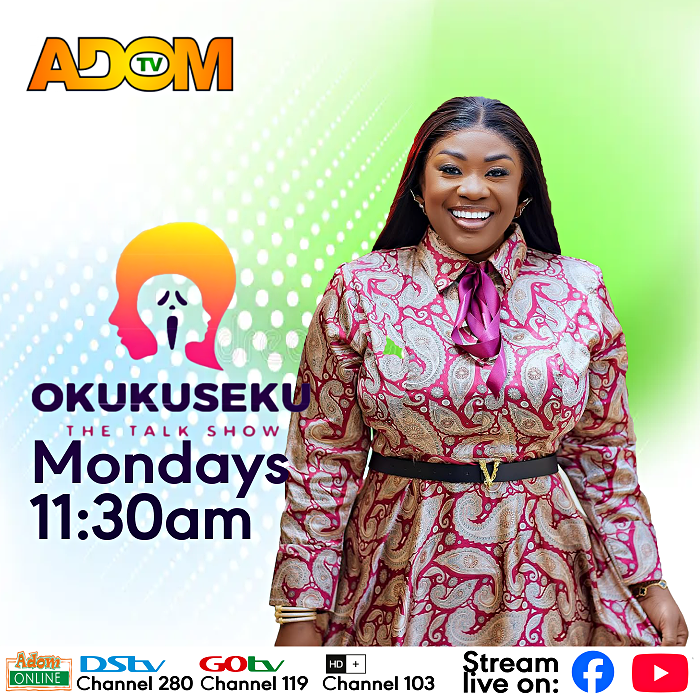 ADOM
TV
OKUKUSEKU
THE TALK SHOW
Mondays
11:30am
Adom
ONLINE
DStv
Channel 280
GOtv
Channel 119
HD +
Channel 103
Stream
live on: